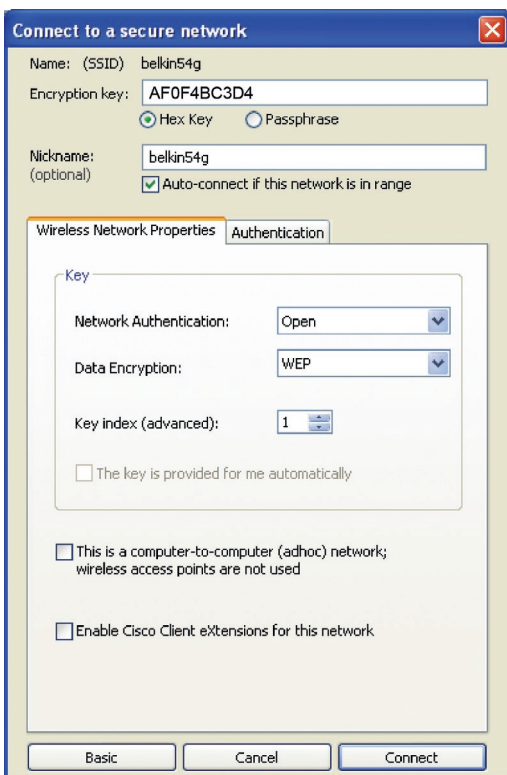 Connect to a secure network
Name: (SSID) belkin54g
Encryption key: AF0F4BC3D4
Hex Key Passphrase
Nickname: belkin54g
(optional)
Auto-connect if this network is in range
Wireless Network Properties Authentication
Key
Network Authentication: Open
Data Encryption: WEP
Key index (advanced): 1
The key is provided for me automatically
This is a computer-to-computer (adhoc) network;
wireless access points are not used
Enable Cisco Client eXtensions for this network
Basic Cancel Connect